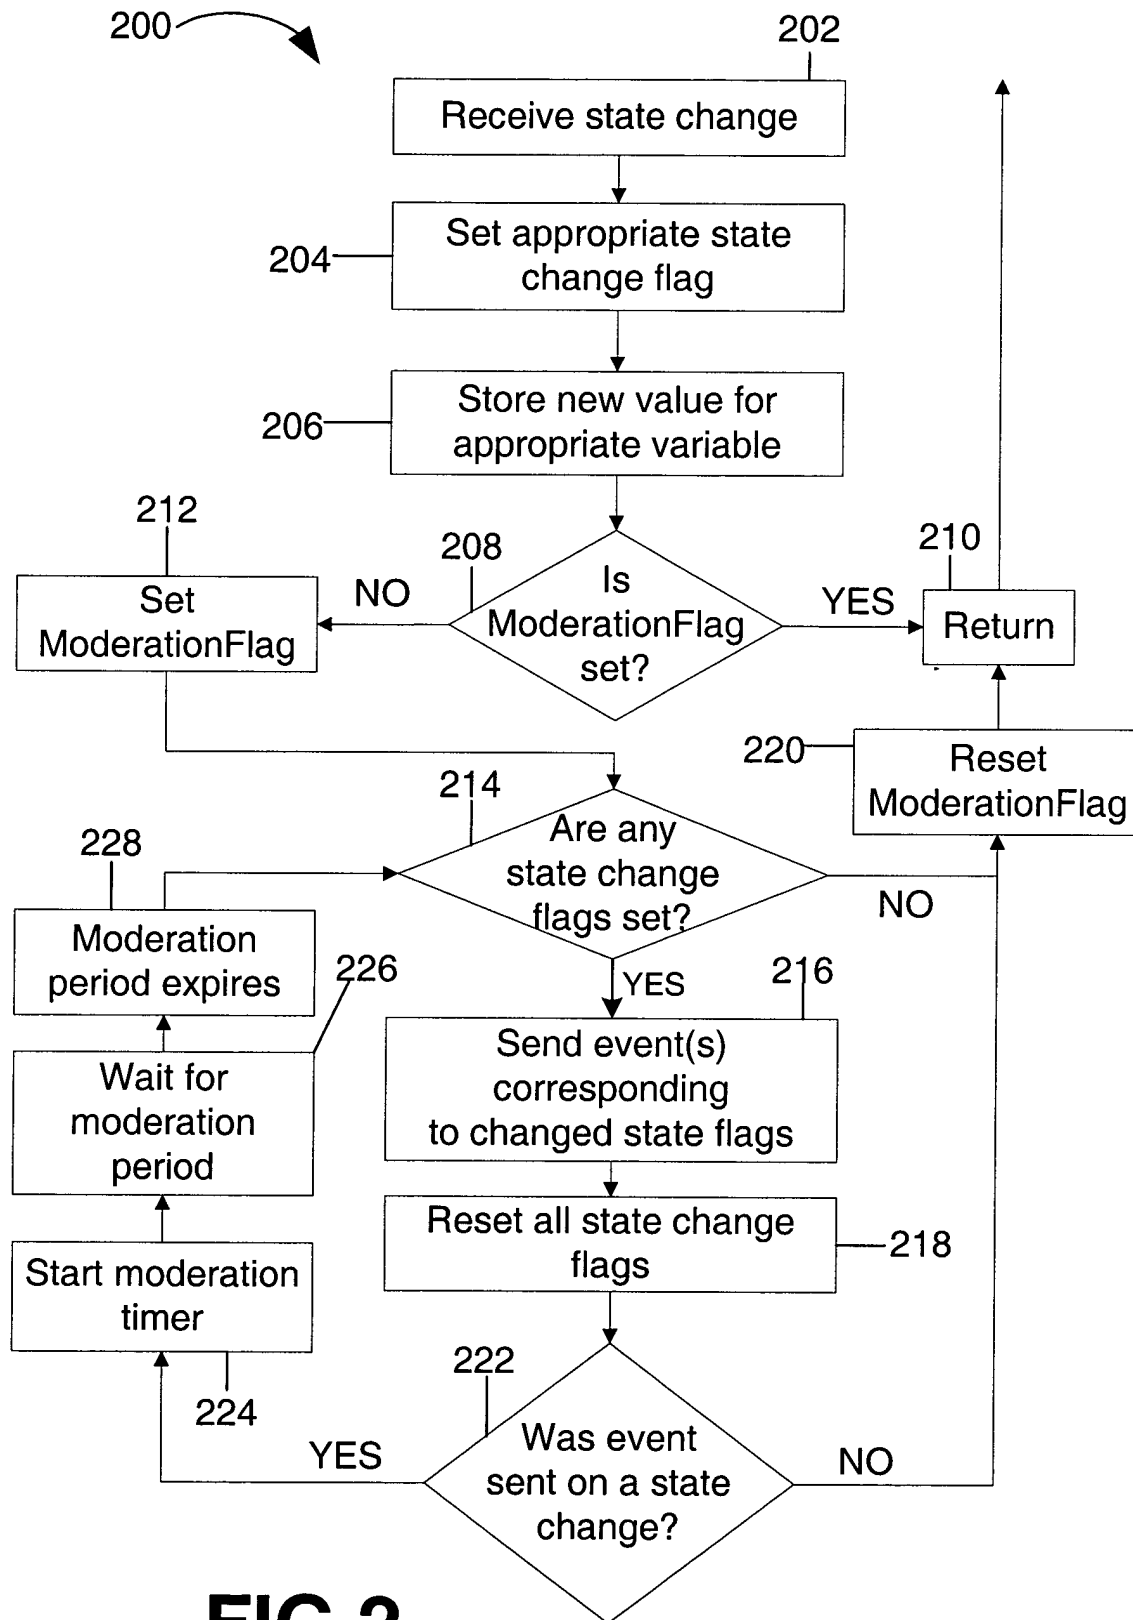 200
202
Receive state change
204
Set appropriate state
change flag
206
Store new value for
appropriate variable
212
Set
ModerationFlag
NO
208
Is
ModerationFlag
set?
YES
210
Return
220
Reset
ModerationFlag
214
Are any
state change
flags set?
NO
YES
228
Moderation
period expires
226
Wait for
moderation
period
216
Send event(s)
corresponding
to changed state flags
Reset all state change
flags
218
Start moderation
timer
224
222
Was event
sent on a state
change?
YES
NO
FIG 2